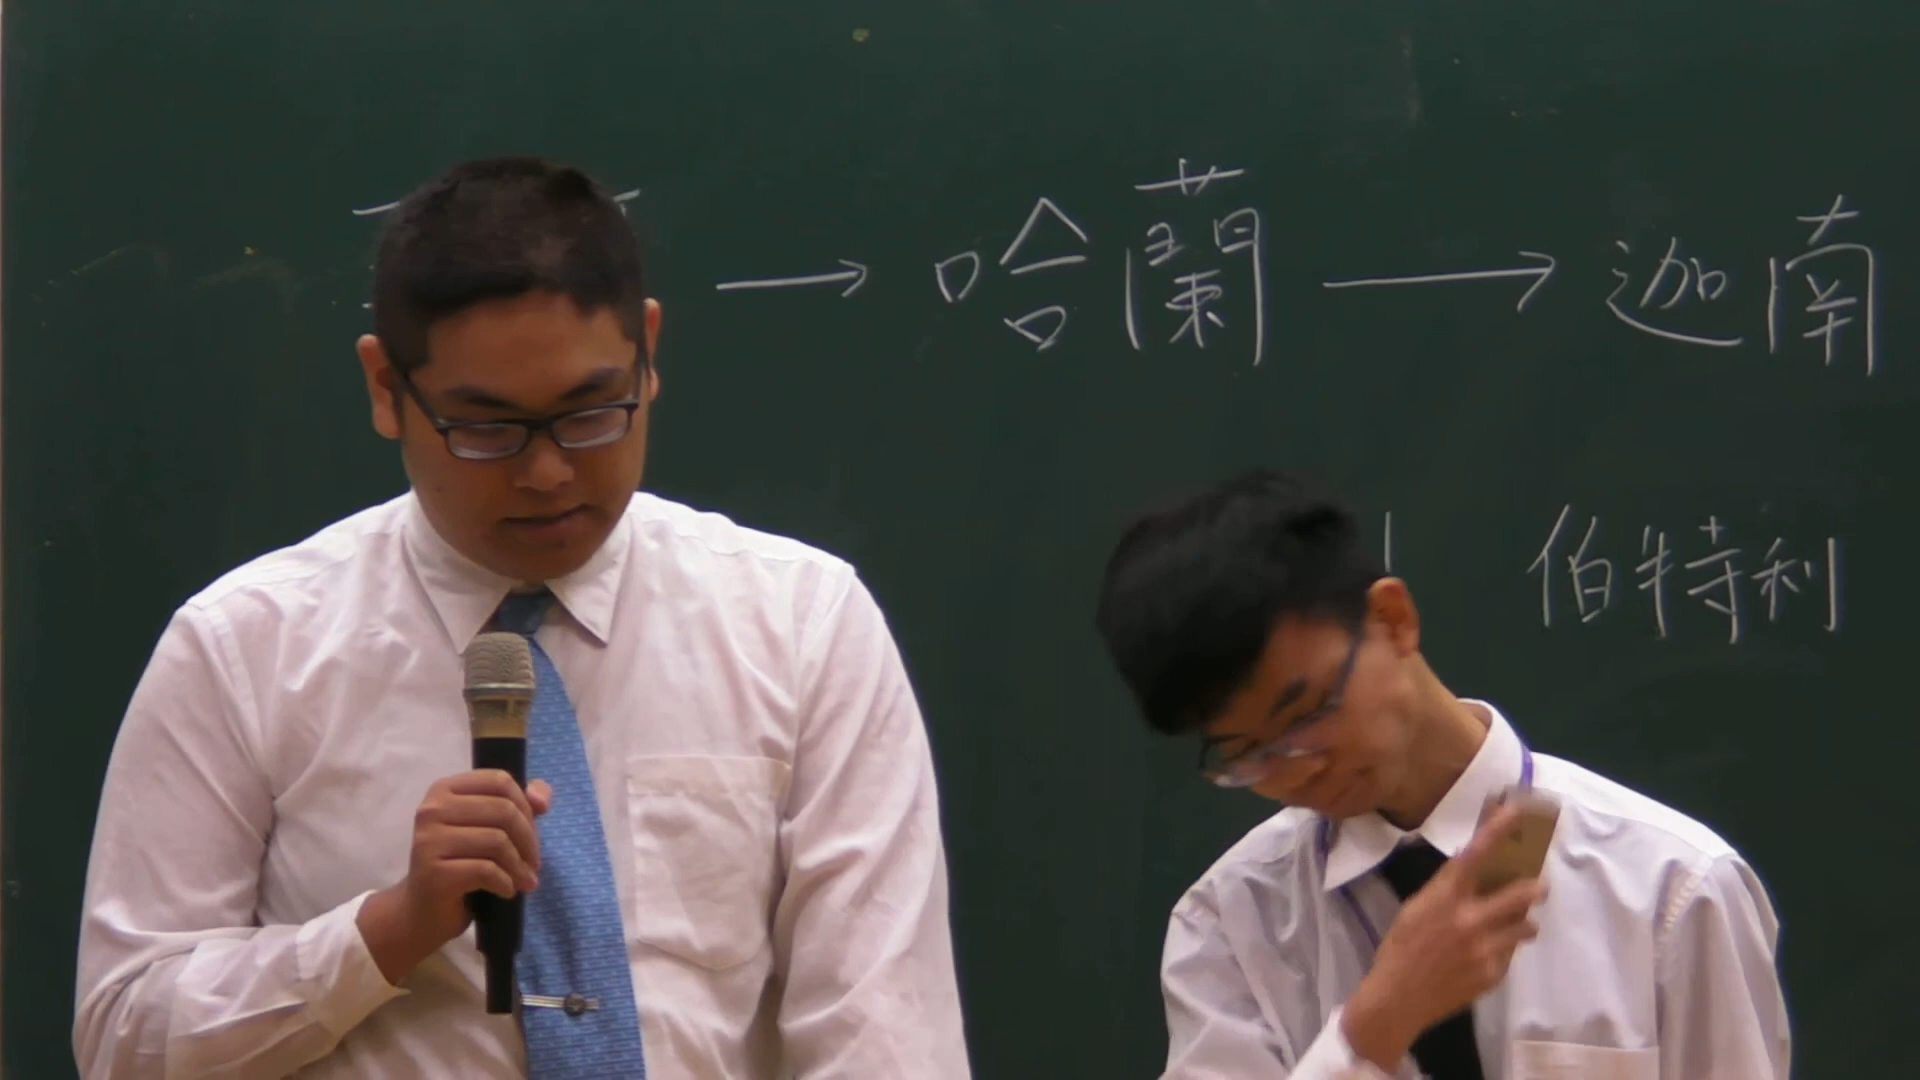 → 哈蘭 → 迦南
伯特利